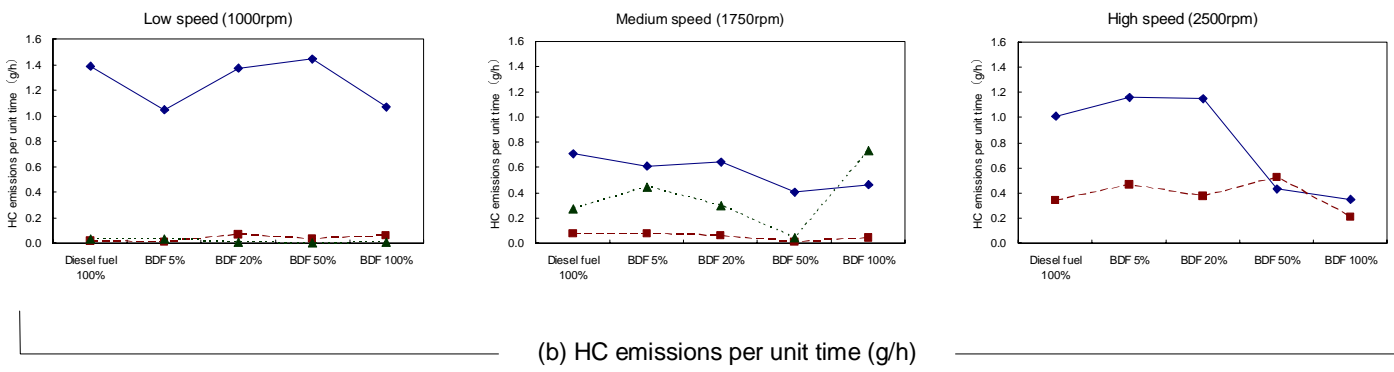 Low speed (1000rpm)
HC emissions per unit time （g/h）
1.6
1.4
1.2
1.0
0.8
0.6
0.4
0.2
0.0
Diesel fuel
100%
BDF 5%
BDF 20%
BDF 50%
BDF 100%
Medium speed (1750rpm)
HC emissions per unit time （g/h）
1.6
1.4
1.2
1.0
0.8
0.6
0.4
0.2
0.0
Diesel fuel
100%
BDF 5%
BDF 20%
BDF 50%
BDF 100%
High speed (2500rpm)
HC emissions per unit time （g/h）
1.6
1.4
1.2
1.0
0.8
0.6
0.4
0.2
0.0
Diesel fuel
100%
BDF 5%
BDF 20%
BDF 50%
BDF 100%
(b) HC emissions per unit time (g/h)